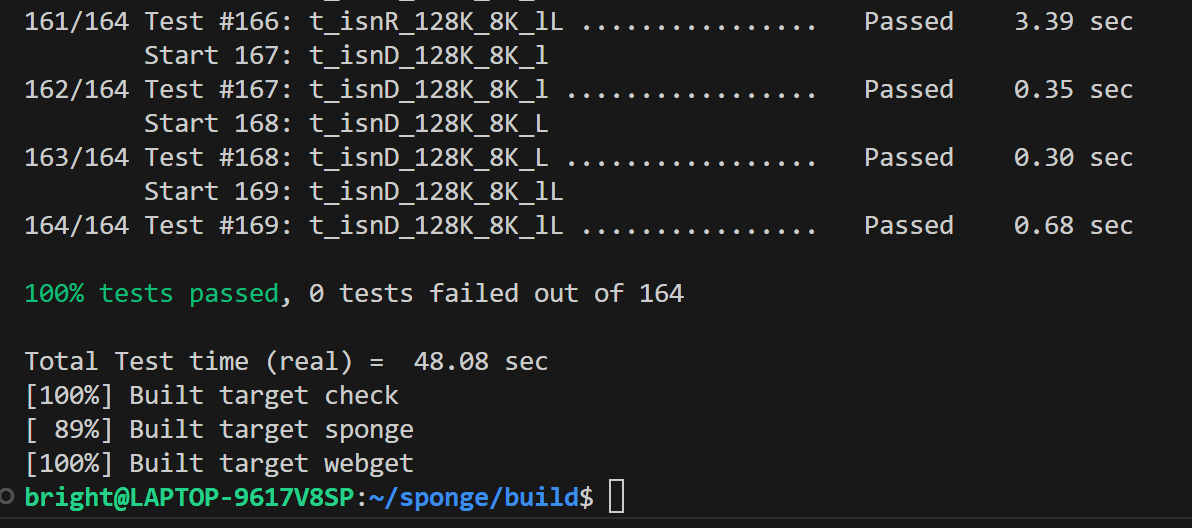 161/164 Test #166: t_isnR_128K_8K_lL ................   Passed    3.39 sec
        Start 167: t_isnD_128K_8K_l
162/164 Test #167: t_isnD_128K_8K_l .................   Passed    0.35 sec
        Start 168: t_isnD_128K_8K_L
163/164 Test #168: t_isnD_128K_8K_L .................   Passed    0.30 sec
        Start 169: t_isnD_128K_8K_lL
164/164 Test #169: t_isnD_128K_8K_lL ................   Passed    0.68 sec
100% tests passed, 0 tests failed out of 164
Total Test time (real) =  48.08 sec
[100%] Built target check
[ 89%] Built target sponge
[100%] Built target webget
bright@LAPTOP-9617V8SP:~/sponge/build$